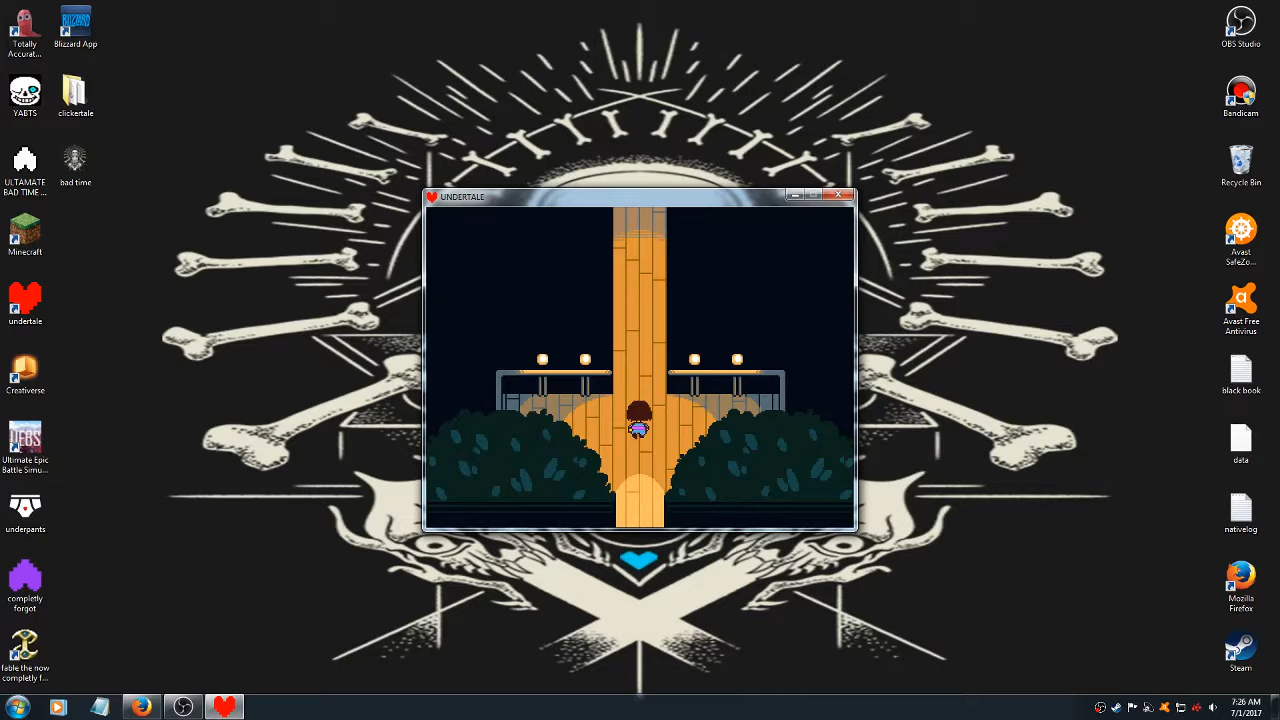 Totally
Accurat...
Blizzard App
YABTS
clickertale
ULTAMATE
BAD TIME ...
bad time
Minecraft
undertale
Creativerse
UEBS
Ultimate Epic
Battle Simu...
underpants
completly
forgot
fable the now
completly f...
UNDERTALE
OBS Studio
Bandicam
Recycle Bin
Avast
SafeZo...
Avast Free
Antivirus
black book
data
nativelog
Mozilla
Firefox
Steam
7:26 AM
7/1/2017